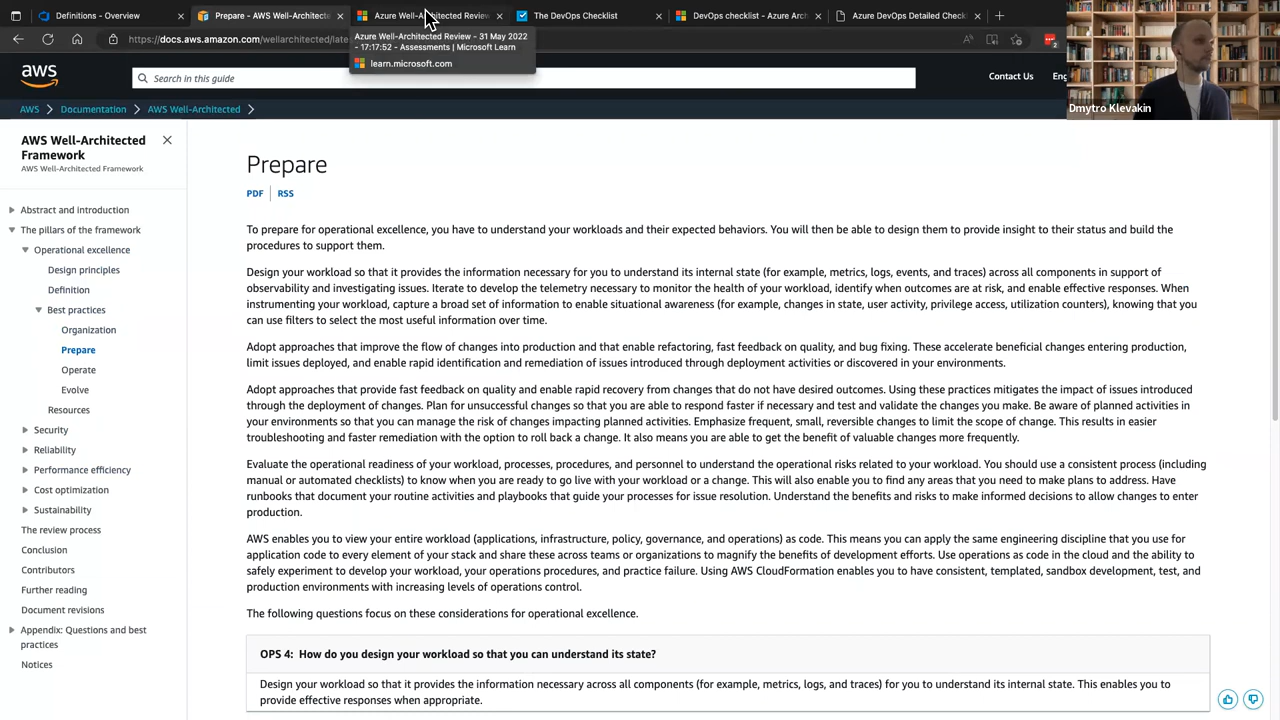 Definitions - Overview
Prepare - AWS Well-Architecte
Azure Well-Architected Review
The DevOps Checklist
DevOps checklist - Azure Arc
Azure DevOps Detailed Check
https://docs.aws.amazon.com/wellarchitected/late
Azure Well-Architected Review - 31 May 2022
- 17:17:52 - Assessments | Microsoft Learn
learn.microsoft.com
2
aws
Search in this guide
Contact Us
Eng
Dmytro Klevakin
AWS
Documentation
AWS Well-Architected
AWS Well-Architected
Framework
AWS Well-Architected Framework
Abstract and introduction
The pillars of the framework
Operational excellence
Design principles
Definition
Best practices
Organization
Prepare
Operate
Evolve
Resources
Security
Reliability
Performance efficiency
Cost optimization
Sustainability
The review process
Conclusion
Contributors
Further reading
Document revisions
Appendix: Questions and best
practices
Notices
Prepare
PDF
RSS
To prepare for operational excellence, you have to understand your workloads and their expected behaviors. You will then be able to design them to provide insight to their status and build the
procedures to support them.
Design your workload so that it provides the information necessary for you to understand its internal state (for example, metrics, logs, events, and traces) across all components in support of
observability and investigating issues. Iterate to develop the telemetry necessary to monitor the health of your workload, identify when outcomes are at risk, and enable effective responses. When
instrumenting your workload, capture a broad set of information to enable situational awareness (for example, changes in state, user activity, privilege access, utilization counters), knowing that you
can use filters to select the most useful information over time.
Adopt approaches that improve the flow of changes into production and that enable refactoring, fast feedback on quality, and bug fixing. These accelerate beneficial changes entering production,
limit issues deployed, and enable rapid identification and remediation of issues introduced through deployment activities or discovered in your environments.
Adopt approaches that provide fast feedback on quality and enable rapid recovery from changes that do not have desired outcomes. Using these practices mitigates the impact of issues introduced
through the deployment of changes. Plan for unsuccessful changes so that you are able to respond faster if necessary and test and validate the changes you make. Be aware of planned activities in
your environments so that you can manage the risk of changes impacting planned activities. Emphasize frequent, small, reversible changes to limit the scope of change. This results in easier
troubleshooting and faster remediation with the option to roll back a change. It also means you are able to get the benefit of valuable changes more frequently.
Evaluate the operational readiness of your workload, processes, procedures, and personnel to understand the operational risks related to your workload. You should use a consistent process (including
manual or automated checklists) to know when you are ready to go live with your workload or a change. This will also enable you to find any areas that you need to make plans to address. Have
runbooks that document your routine activities and playbooks that guide your processes for issue resolution. Understand the benefits and risks to make informed decisions to allow changes to enter
production.
AWS enables you to view your entire workload (applications, infrastructure, policy, governance, and operations) as code. This means you can apply the same engineering discipline that you use for
application code to every element of your stack and share these across teams or organizations to magnify the benefits of development efforts. Use operations as code in the cloud and the ability to
safely experiment to develop your workload, your operations procedures, and practice failure. Using AWS CloudFormation enables you to have consistent, templated, sandbox development, test, and
production environments with increasing levels of operations control.
The following questions focus on these considerations for operational excellence.
OPS 4: How do you design your workload so that you can understand its state?
Design your workload so that it provides the information necessary across all components (for example, metrics, logs, and traces) for you to understand its internal state. This enables you to
provide effective responses when appropriate.